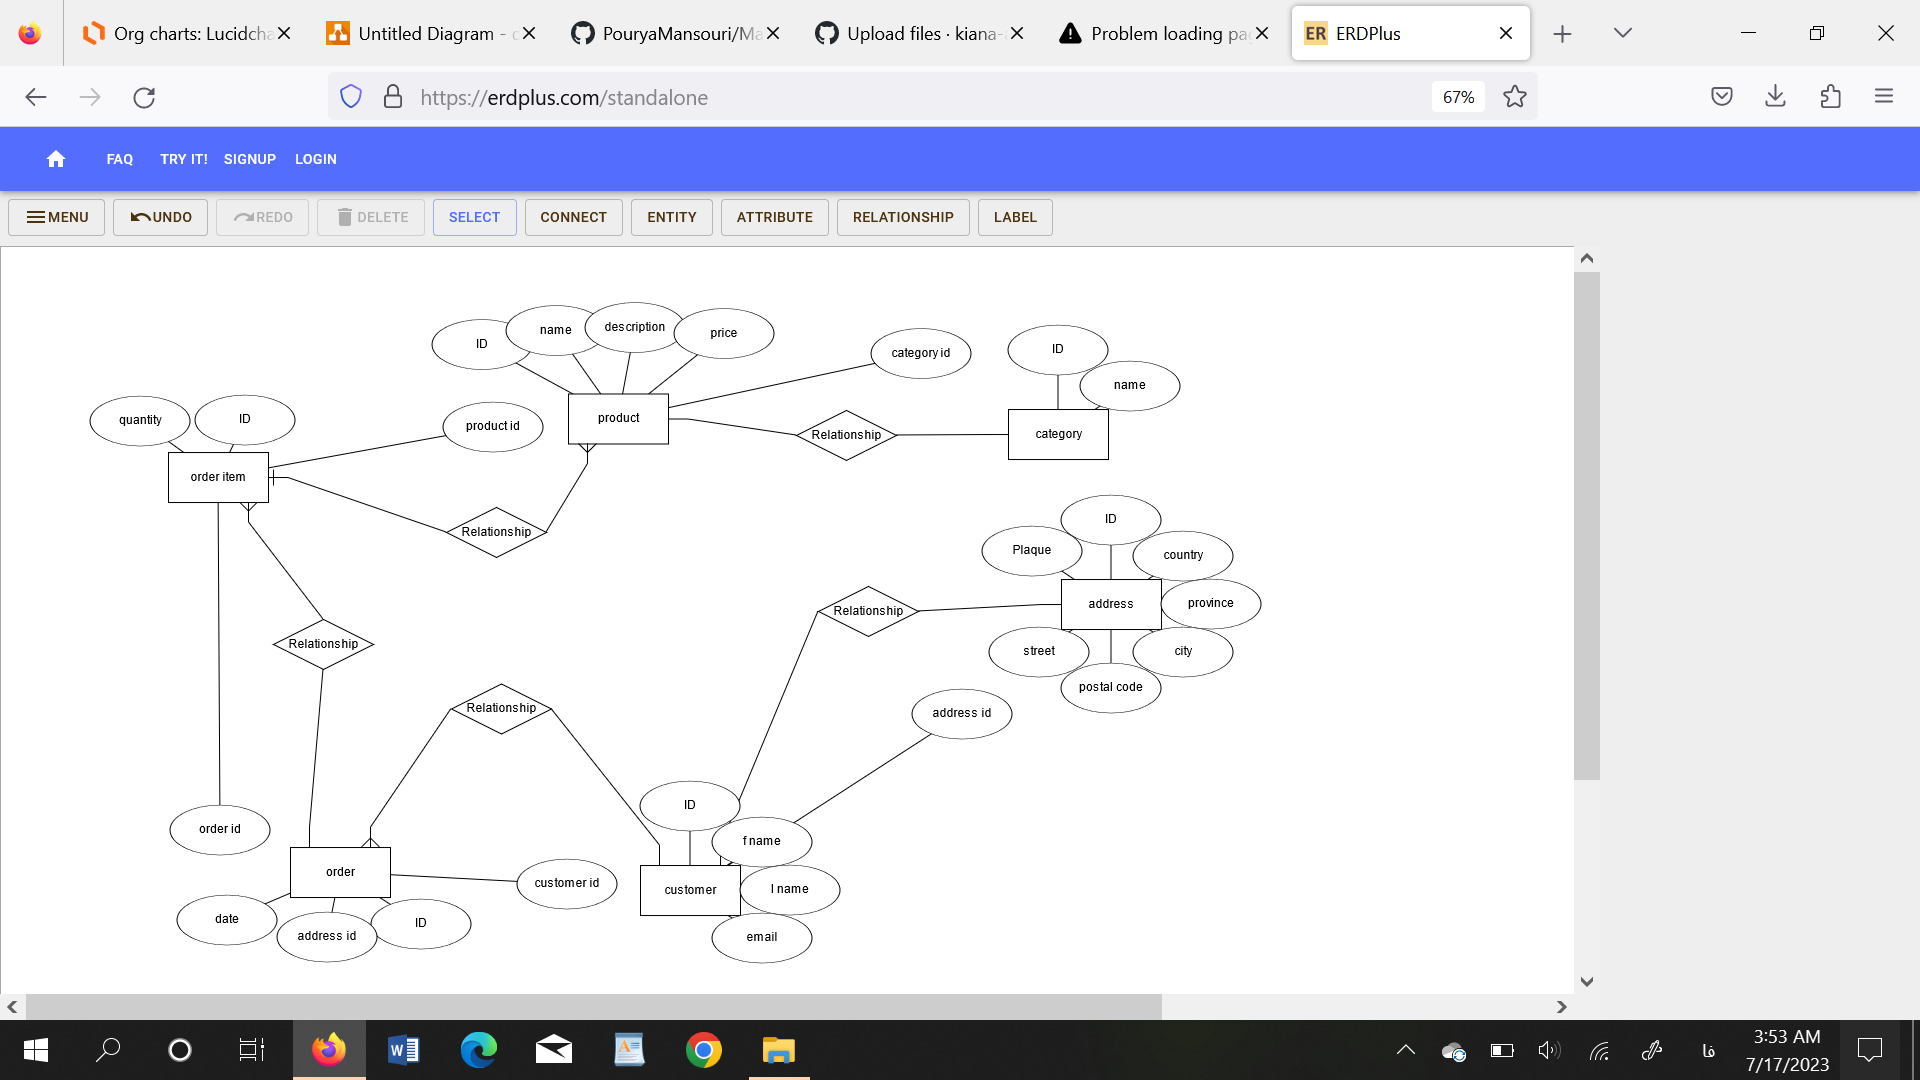 Org charts: Lucidcha
Untitled Diagram - d
PouryaMansouri/Ma
Upload files · kiana-
Problem loading pag
ER ERDPlus
https://erdplus.com/standalone
67%
FAQ TRY IT! SIGNUP LOGIN
MENU UNDO REDO DELETE SELECT CONNECT ENTITY ATTRIBUTE RELATIONSHIP LABEL
ID name description price
category id
ID
name
quantity ID
product id
product
Relationship
category
order item
Relationship
ID
Plaque
country
address
province
Relationship
street
city
postal code
Relationship
Relationship
address id
ID
f name
order id
order
customer id
customer
l name
date
address id
ID
email
فا
3:53 AM
7/17/2023